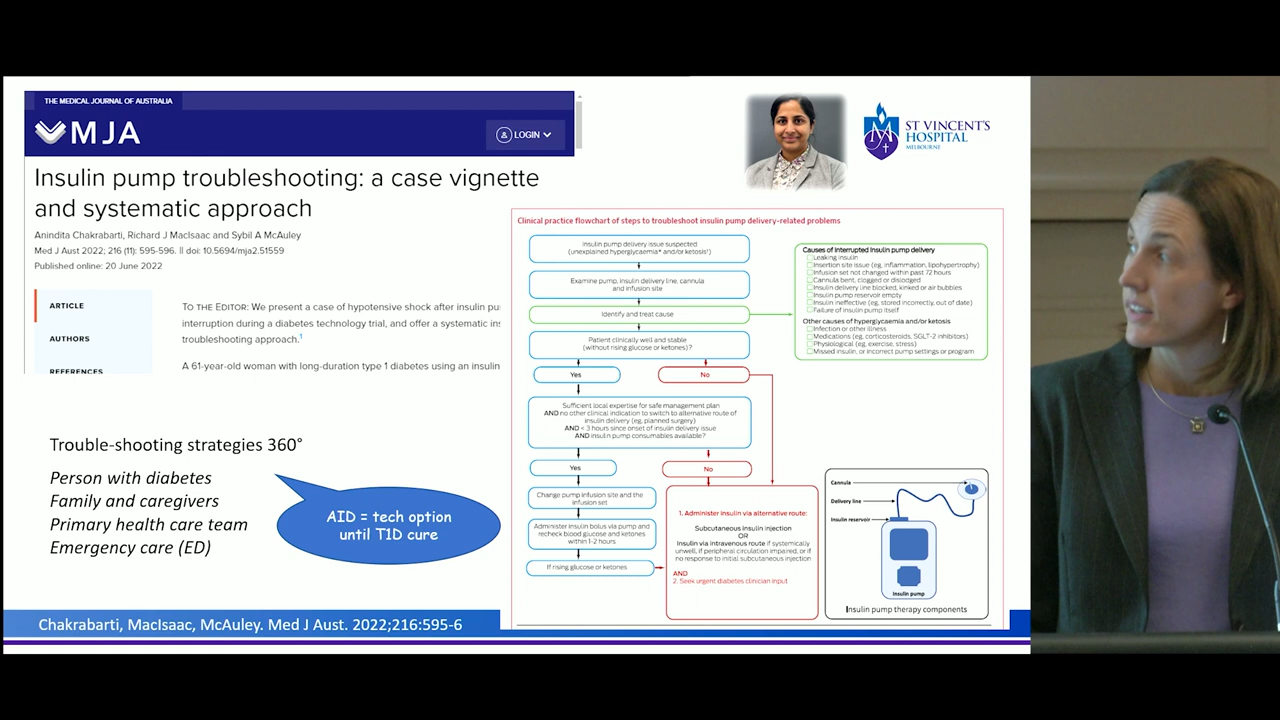 THE MEDICAL JOURNAL OF AUSTRALIA
MJA
LOGIN
Insulin pump troubleshooting: a case vignette
and systematic approach
Anindita Chakrabarti, Richard J MacIsaac and Sybil A McAuley
Med J Aust 2022; 216 (11): 595-596. || doi: 10.5694/mja2.51559
Published online: 20 June 2022
ARTICLE
AUTHORS
REFERENCES
TO THE EDITOR: We present a case of hypotensive shock after insulin pu
interruption during a diabetes technology trial, and offer a systematic ins
troubleshooting approach.1
A 61-year-old woman with long-duration type 1 diabetes using an insulin
ST VINCENT'S
HOSPITAL
MELBOURNE
Trouble-shooting strategies 360°
Person with diabetes
Family and caregivers
Primary health care team
Emergency care (ED)
AID = tech option
until T1D cure
Clinical practice flowchart of steps to troubleshoot insulin pump delivery-related problems
Insulin pump delivery issue suspected
(unexplained hyperglycaemia* and/or ketosis†)
Examine pump, insulin delivery line, cannula
and infusion site
Identify and treat cause
Patient clinically well and stable
(without rising glucose or ketones)?
Yes
No
Sufficient local expertise for safe management plan
AND no other clinical indication to switch to alternative route of
insulin delivery (eg, planned surgery)
AND < 3 hours since onset of insulin delivery issue
AND insulin pump consumables available?
Yes
No
Change pump infusion site and the
infusion set
Administer insulin bolus via pump and
recheck blood glucose and ketones
within 1-2 hours
If rising glucose or ketones
1. Administer insulin via alternative route:
Subcutaneous insulin injection
OR
Insulin via intravenous route if systemically
unwell, if peripheral circulation impaired, or if
no response to initial subcutaneous injection
AND
2. Seek urgent diabetes clinician input
Causes of interrupted insulin pump delivery
Leaking insulin
Insertion site issue (eg, inflammation, lipohypertrophy)
Infusion set not changed within past 72 hours
Cannula bent, clogged or dislodged
Insulin delivery line blocked, kinked or air bubbles
Insulin pump reservoir empty
Insulin ineffective (eg, stored incorrectly, out of date)
Failure of insulin pump itself
Other causes of hyperglycaemia and/or ketosis
Infection or other illness
Medications (eg, corticosteroids, SGLT-2 inhibitors)
Physiological (eg, exercise, stress)
Missed insulin, or incorrect pump settings or program
Cannula
Delivery line
Insulin reservoir
Insulin pump
Insulin pump therapy components
Chakrabarti, MacIsaac, McAuley. Med J Aust. 2022;216:595-6